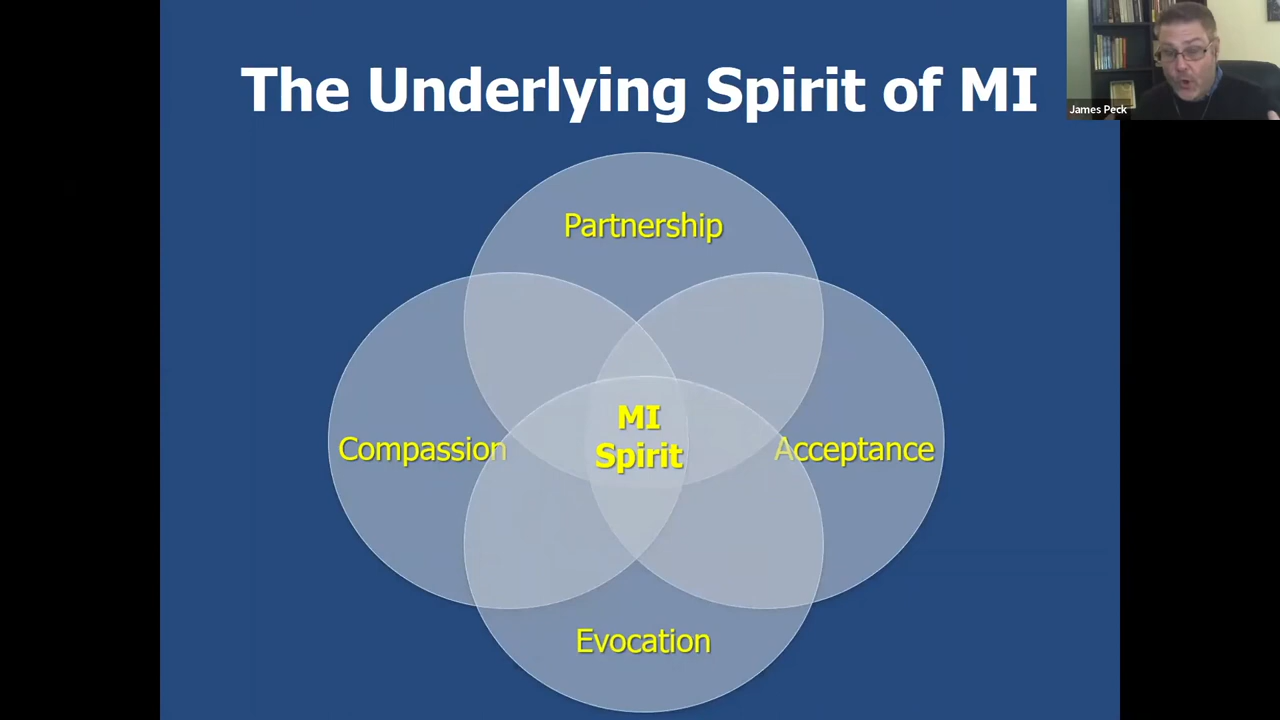 The Underlying Spirit of MI
James Peck
Partnership
MI
Spirit
Compassion
Acceptance
Evocation